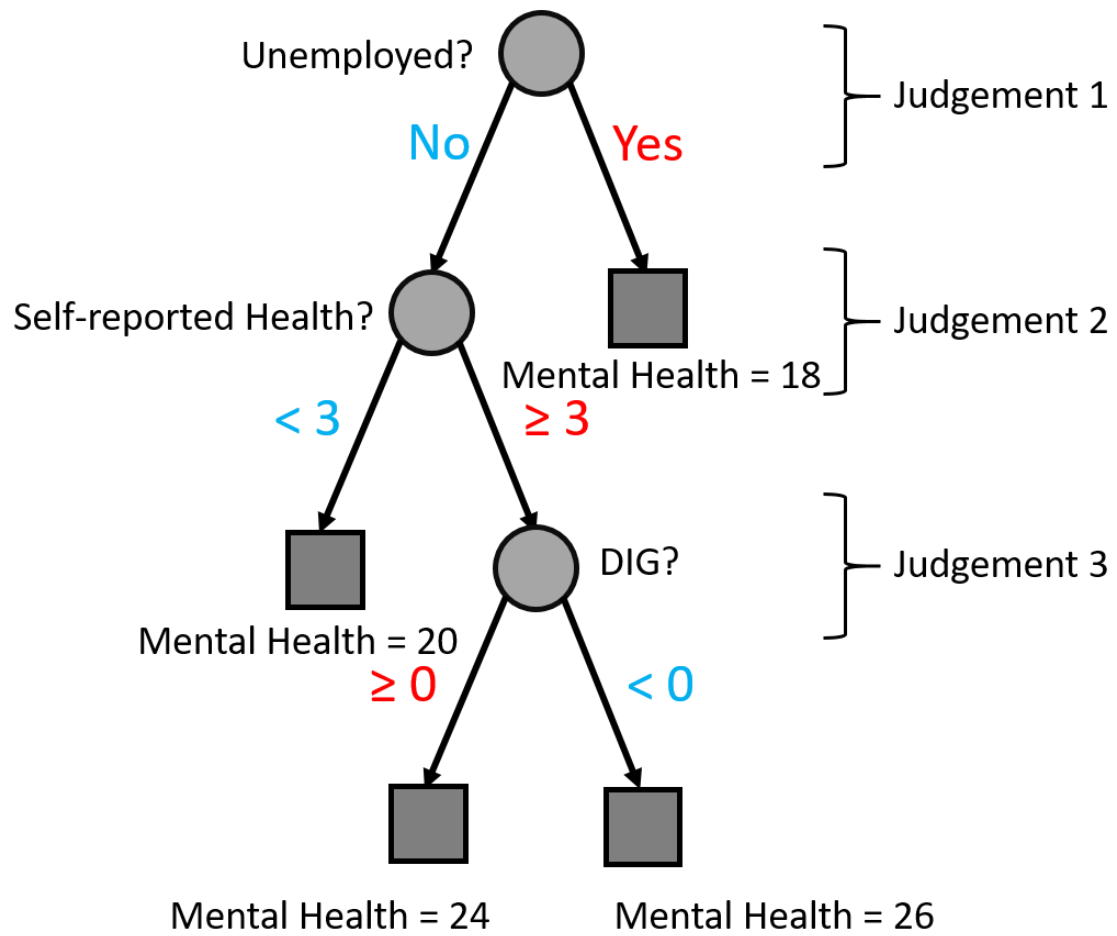 Unemployed?
Judgement 1
No
Yes
Self-reported Health?
Judgement 2
Mental Health = 18
< 3
≥ 3
DIG?
Judgement 3
Mental Health = 20
≥ 0
< 0
Mental Health = 24
Mental Health = 26